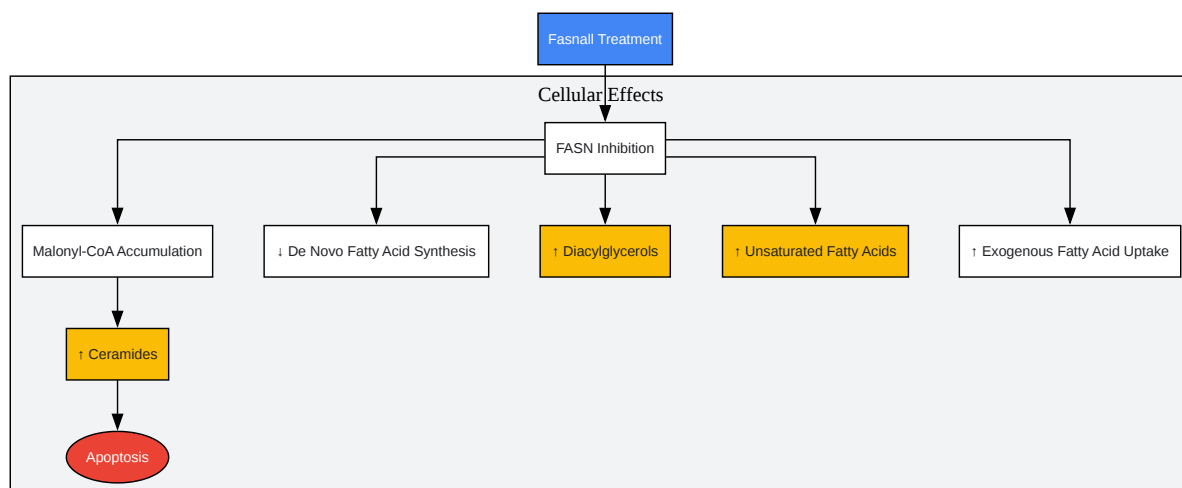 Fasnall Treatment
Cellular Effects
FASN Inhibition
Malonyl-CoA Accumulation
↓ De Novo Fatty Acid Synthesis
↑ Diacylglycerols
↑ Unsaturated Fatty Acids
↑ Exogenous Fatty Acid Uptake
↑ Ceramides
Apoptosis